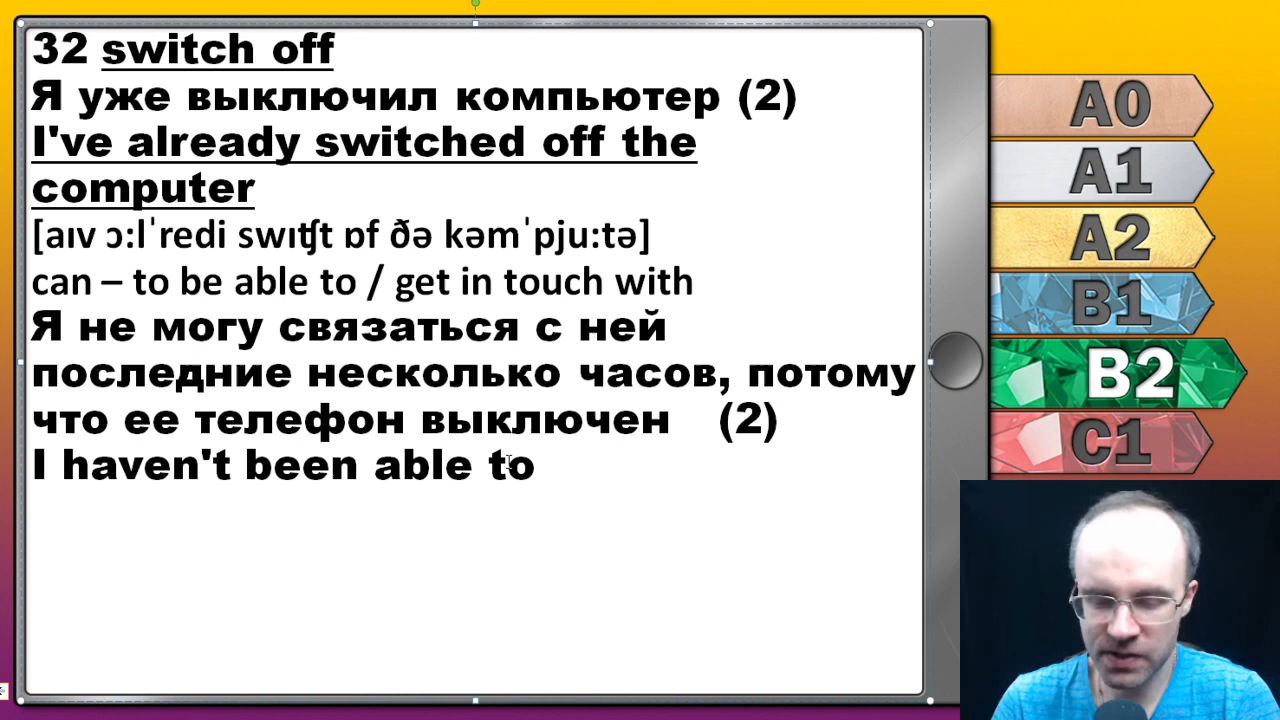 32 switch off
Я уже выключил компьютер (2)
I've already switched off the
computer
[aɪv ɔ:lˈredi swɪʧt ɒf ðə kəmˈpju:tə]
can – to be able to / get in touch with
Я не могу связаться с ней
последние несколько часов, потому
что ее телефон выключен (2)
I haven't been able to
A0
A1
A2
B1
B2
C1